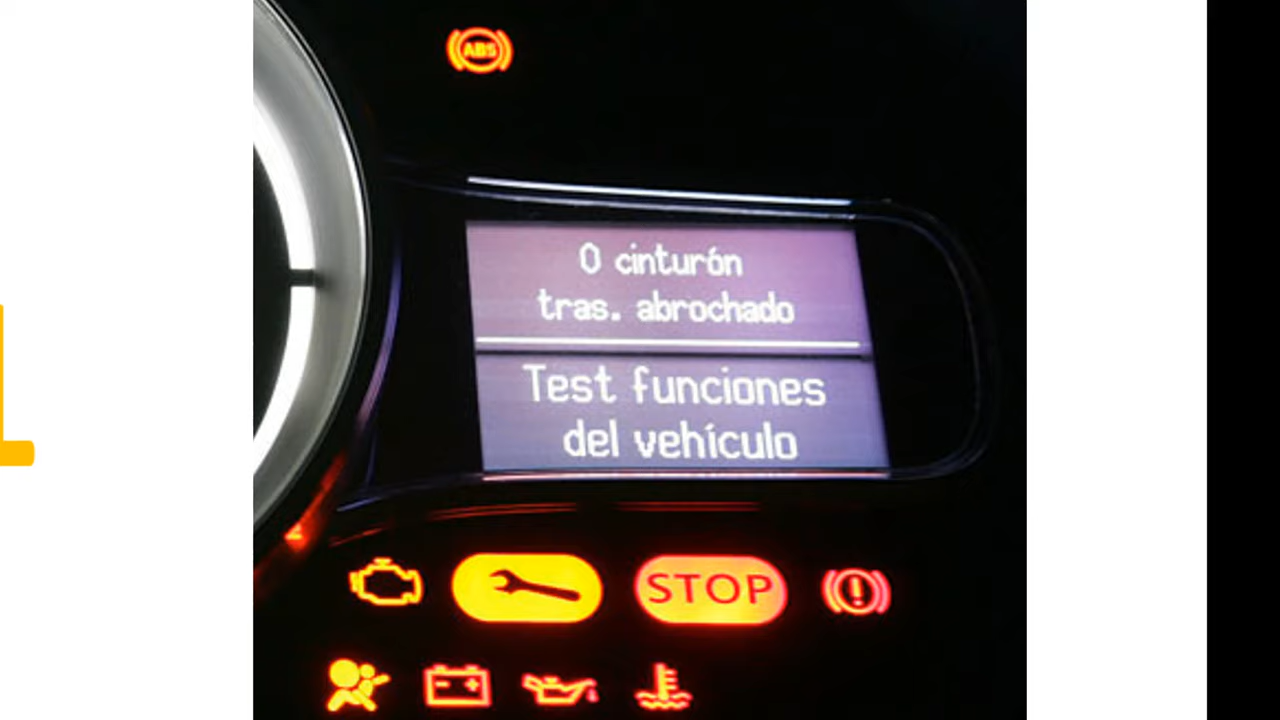 ABS
0 cinturón
tras. abrochado
Test funciones
del vehículo
STOP